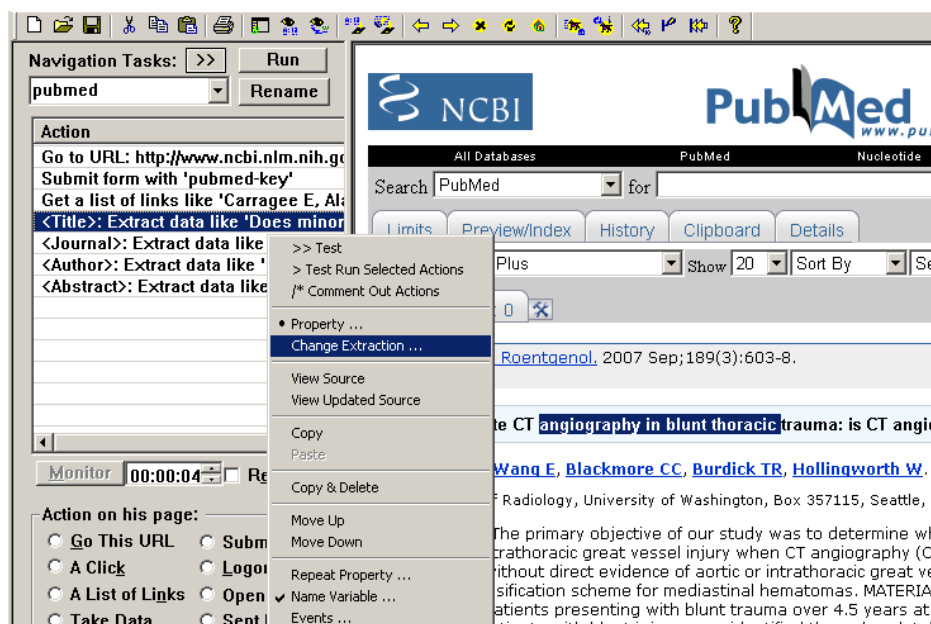 Navigation Tasks: >> Run
pubmed Rename
Action
Go to URL: http://www.ncbi.nlm.nih.go
Submit form with 'pubmed-key'
Get a list of links like 'Carragee E, Ala
<Title>: Extract data like 'Does minor
<Journal>: Extract data like
<Author>: Extract data like '
<Abstract>: Extract data like
>> Test
> Test Run Selected Actions
/* Comment Out Actions
Property ...
Change Extraction ...
View Source
View Updated Source
Copy
Paste
Copy & Delete
Move Up
Move Down
Repeat Property ...
Name Variable ...
Events ...
Monitor 00:00:04 Re
Action on his page:
Go This URL Subm
A Click Logon
A List of Links Open
Take Data Sent
NCBI
PubMed
www.pu
All Databases PubMed Nucleotide
Search PubMed for
Limits Preview/Index History Clipboard Details
Plus Show 20 Sort By Se
: 0
Roentgenol. 2007 Sep;189(3):603-8.
te CT angiography in blunt thoracic trauma: is CT angi
Wang E, Blackmore CC, Burdick TR, Hollingworth W.
f Radiology, University of Washington, Box 357115, Seattle,
The primary objective of our study was to determine wh
trathoracic great vessel injury when CT angiography (C
ithout direct evidence of aortic or intrathoracic great ve
sification scheme for mediastinal hematomas. MATERIA
atients presenting with blunt trauma over 4.5 years at